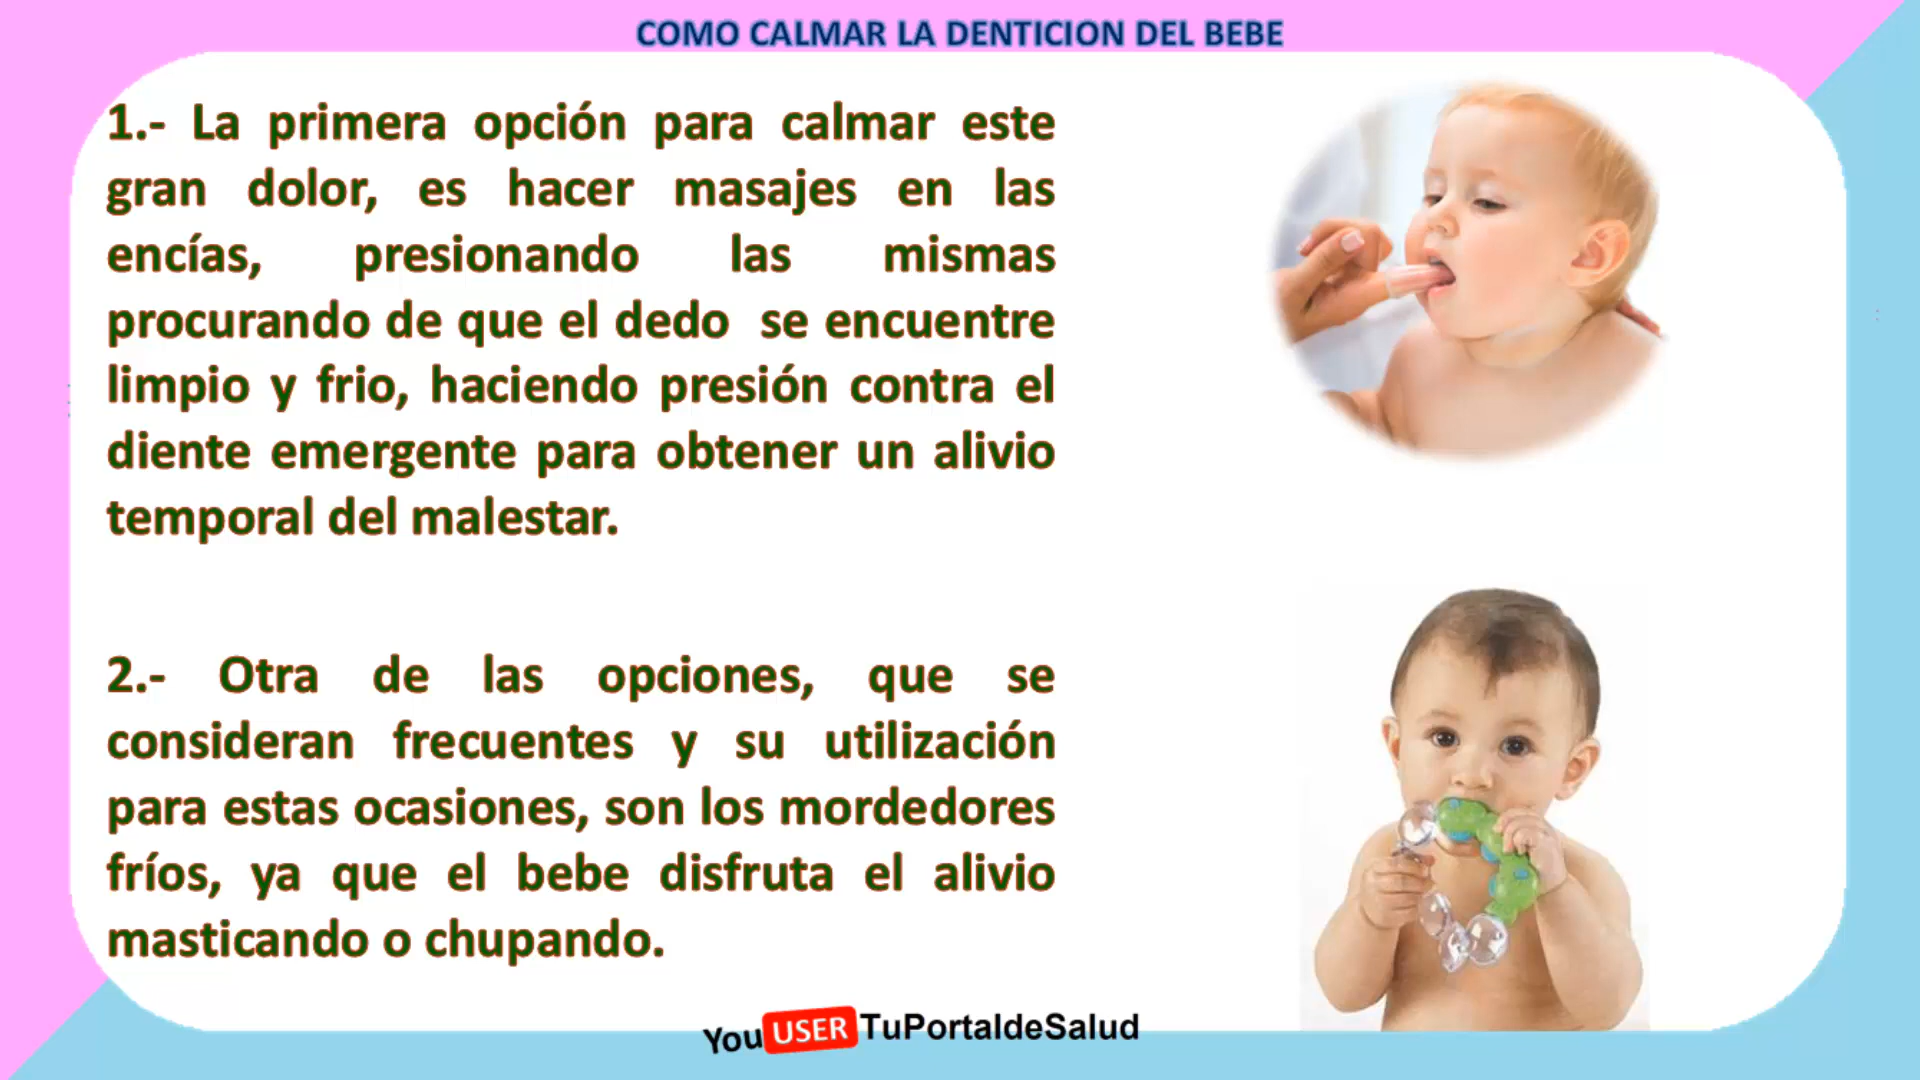 COMO CALMAR LA DENTICION DEL BEBE
1.- La primera opción para calmar este
gran dolor, es hacer masajes en las
encías, presionando las mismas
procurando de que el dedo se encuentre
limpio y frio, haciendo presión contra el
diente emergente para obtener un alivio
temporal del malestar.
2.- Otra de las opciones, que se
consideran frecuentes y su utilización
para estas ocasiones, son los mordedores
fríos, ya que el bebe disfruta el alivio
masticando o chupando.
You USER TuPortaldeSalud